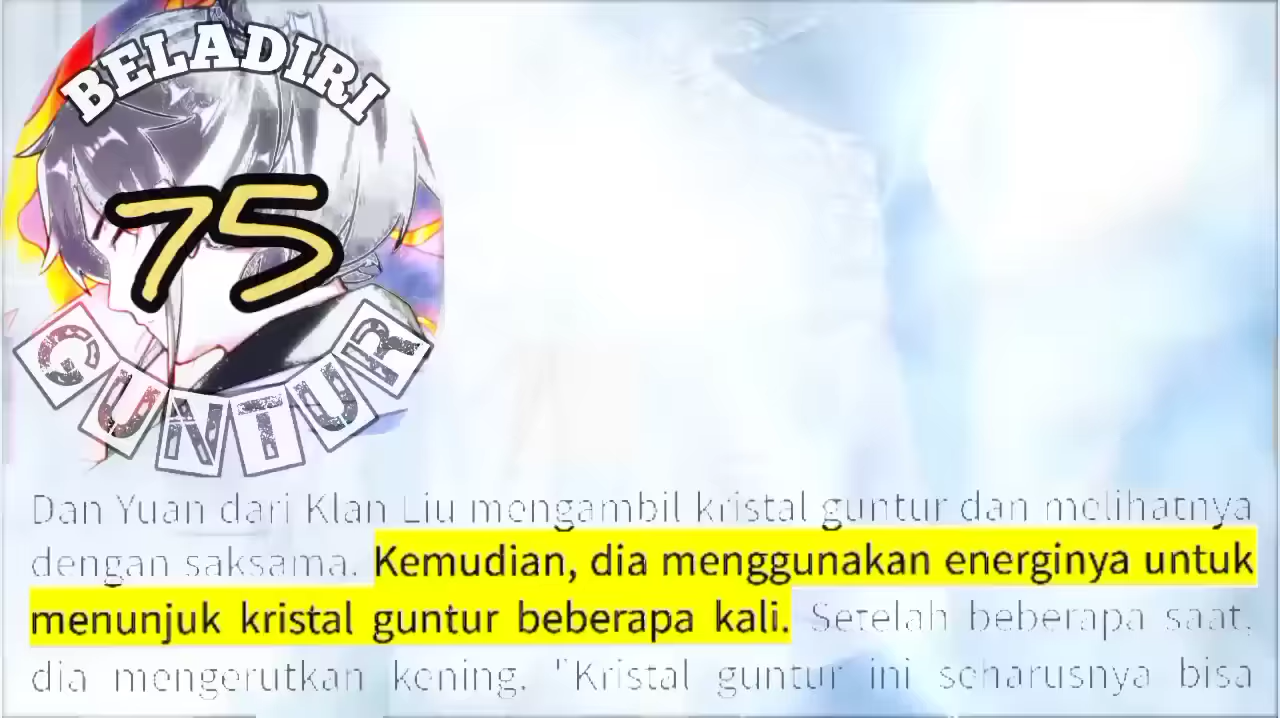 BELADIRI
75
GUNTUR
Dan Yuan dari Klan Liu mengambil kristal guntur dan melihatnya
dengan saksama. Kemudian, dia menggunakan energinya untuk
menunjuk kristal guntur beberapa kali. Setelah beberapa saat,
dia mengerutkan kening. "Kristal guntur ini seharusnya bisa